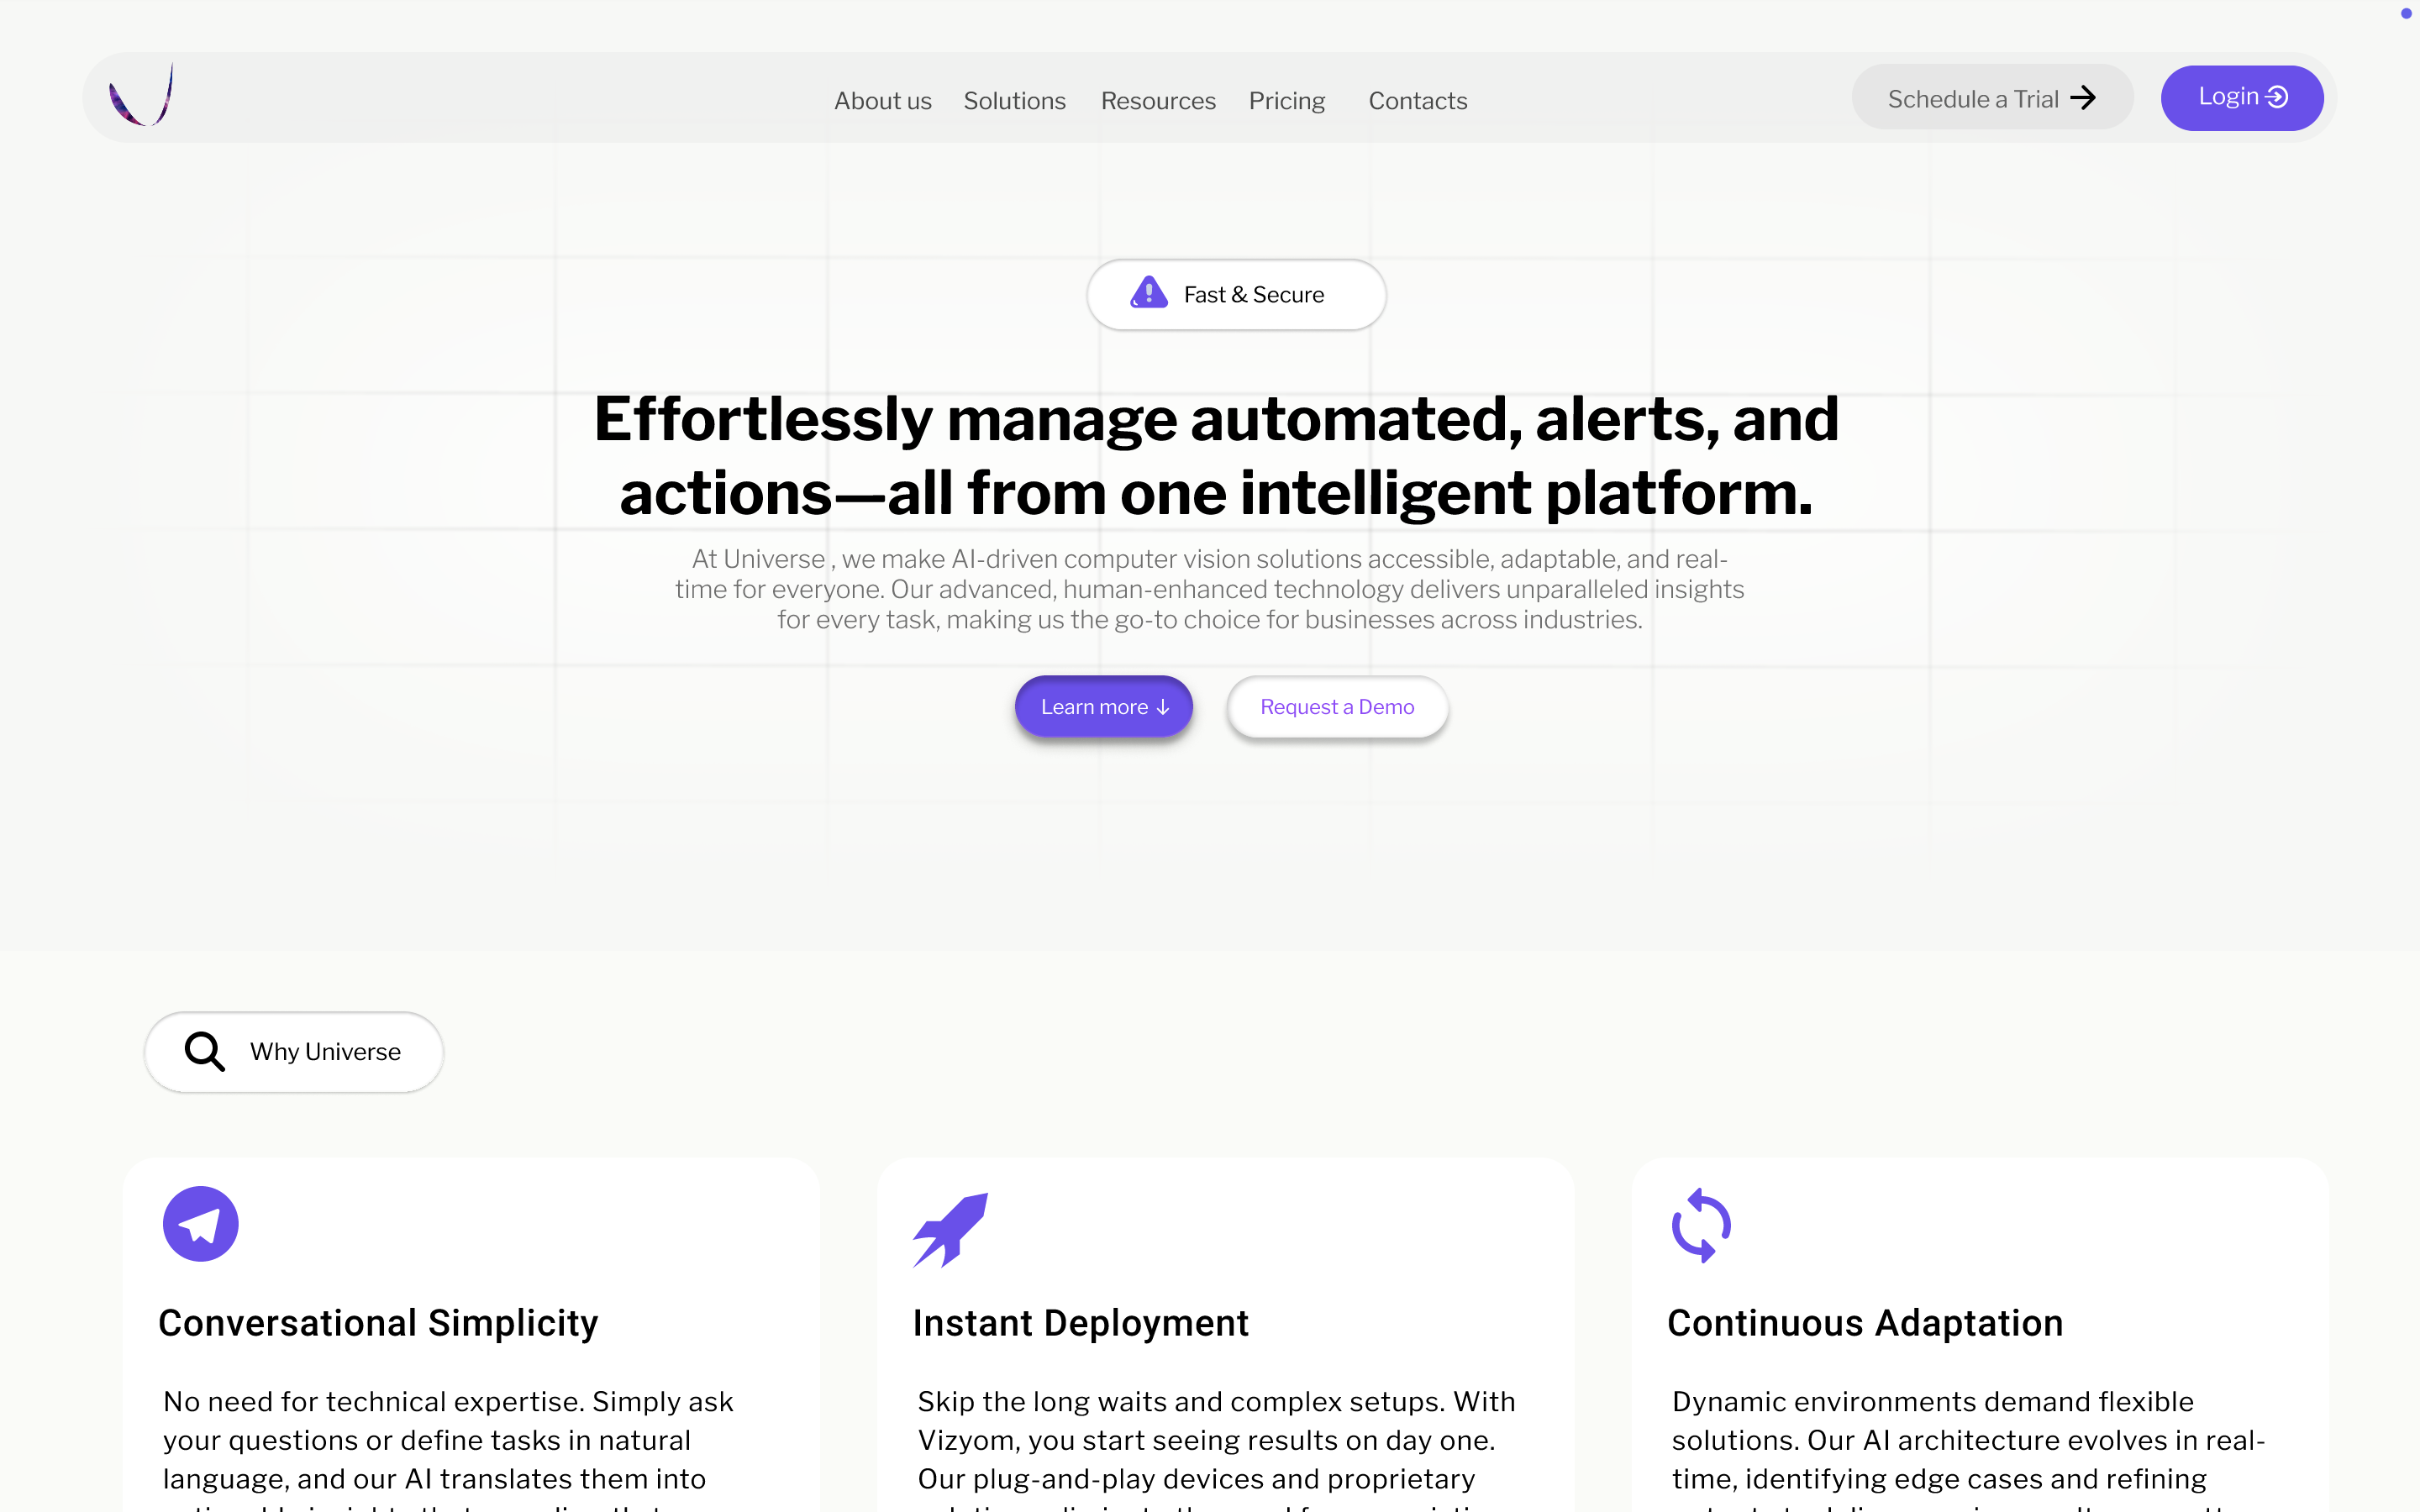 About us Solutions Resources Pricing Contacts
Schedule a Trial
Login
Fast & Secure
Effortlessly manage automated, alerts, and
actions—all from one intelligent platform.
At Universe , we make AI-driven computer vision solutions accessible, adaptable, and real-
time for everyone. Our advanced, human-enhanced technology delivers unparalleled insights
for every task, making us the go-to choice for businesses across industries.
Learn more
Request a Demo
Why Universe
Conversational Simplicity
No need for technical expertise. Simply ask
your questions or define tasks in natural
language, and our AI translates them into
Instant Deployment
Skip the long waits and complex setups. With
Vizyom, you start seeing results on day one.
Our plug-and-play devices and proprietary
Continuous Adaptation
Dynamic environments demand flexible
solutions. Our AI architecture evolves in real-
time, identifying edge cases and refining